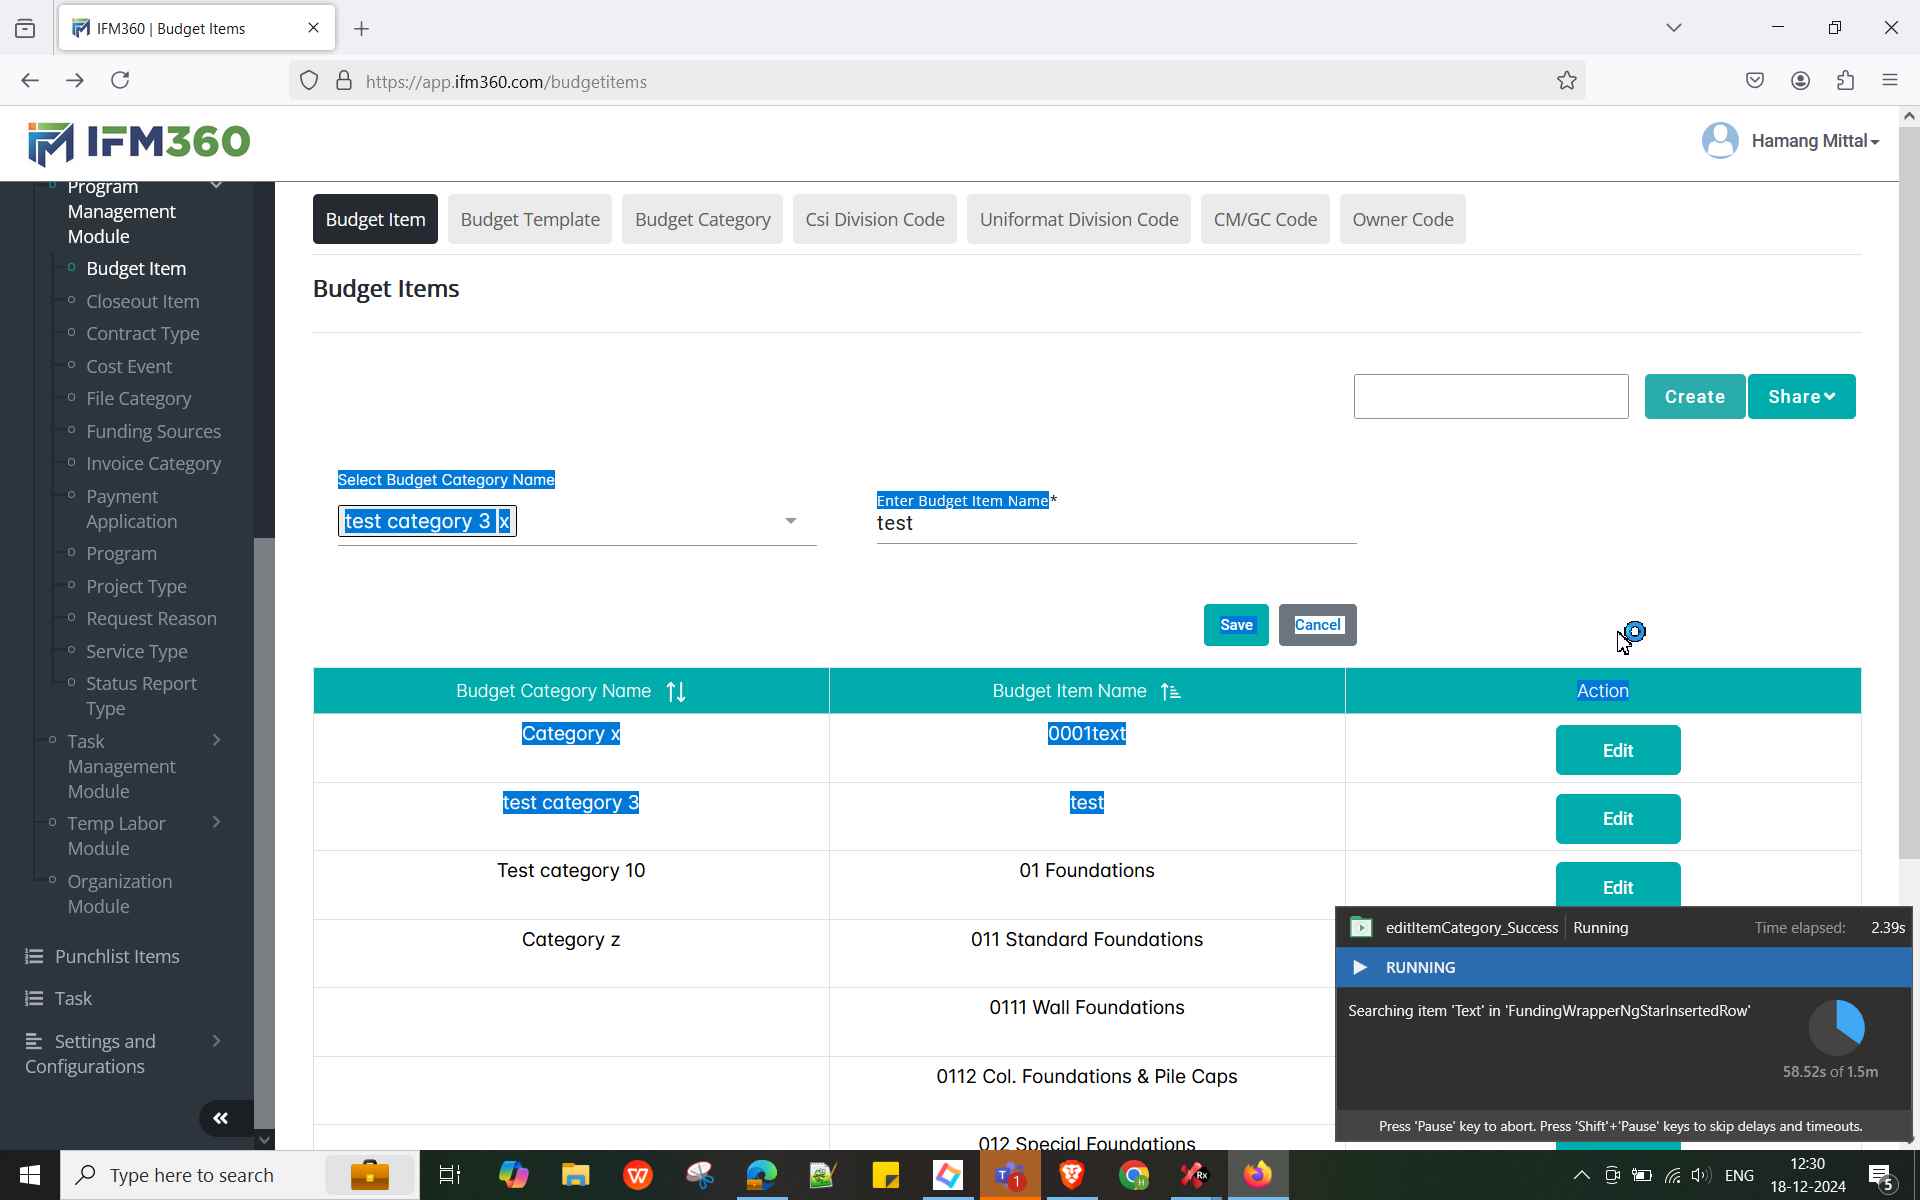 IFM360 | Budget Items
https://app.ifm360.com/budgetitems
IFM360
Hamang Mittal
Program
Management
Module
Budget Item
Closeout Item
Contract Type
Cost Event
File Category
Funding Sources
Invoice Category
Payment
Application
Program
Project Type
Request Reason
Service Type
Status Report
Type
Task
Management
Module
Temp Labor
Module
Organization
Module
Punchlist Items
Task
Settings and
Configurations
Budget Item Budget Template Budget Category Csi Division Code Uniformat Division Code CM/GC Code Owner Code
Budget Items
Create Share
Select Budget Category Name
test category 3 x
Enter Budget Item Name*
test
Save Cancel
Budget Category Name Budget Item Name Action
Category x 0001text Edit
test category 3 test Edit
Test category 10 01 Foundations Edit
Category z 011 Standard Foundations
0111 Wall Foundations
0112 Col. Foundations & Pile Caps
012 Special Foundations
editItemCategory_Success Running Time elapsed: 2.39s
RUNNING
Searching item 'Text' in 'FundingWrapperNgStarInsertedRow'
58.52s of 1.5m
Press 'Pause' key to abort. Press 'Shift'+'Pause' keys to skip delays and timeouts.
Type here to search
1
ENG
12:30
18-12-2024
5